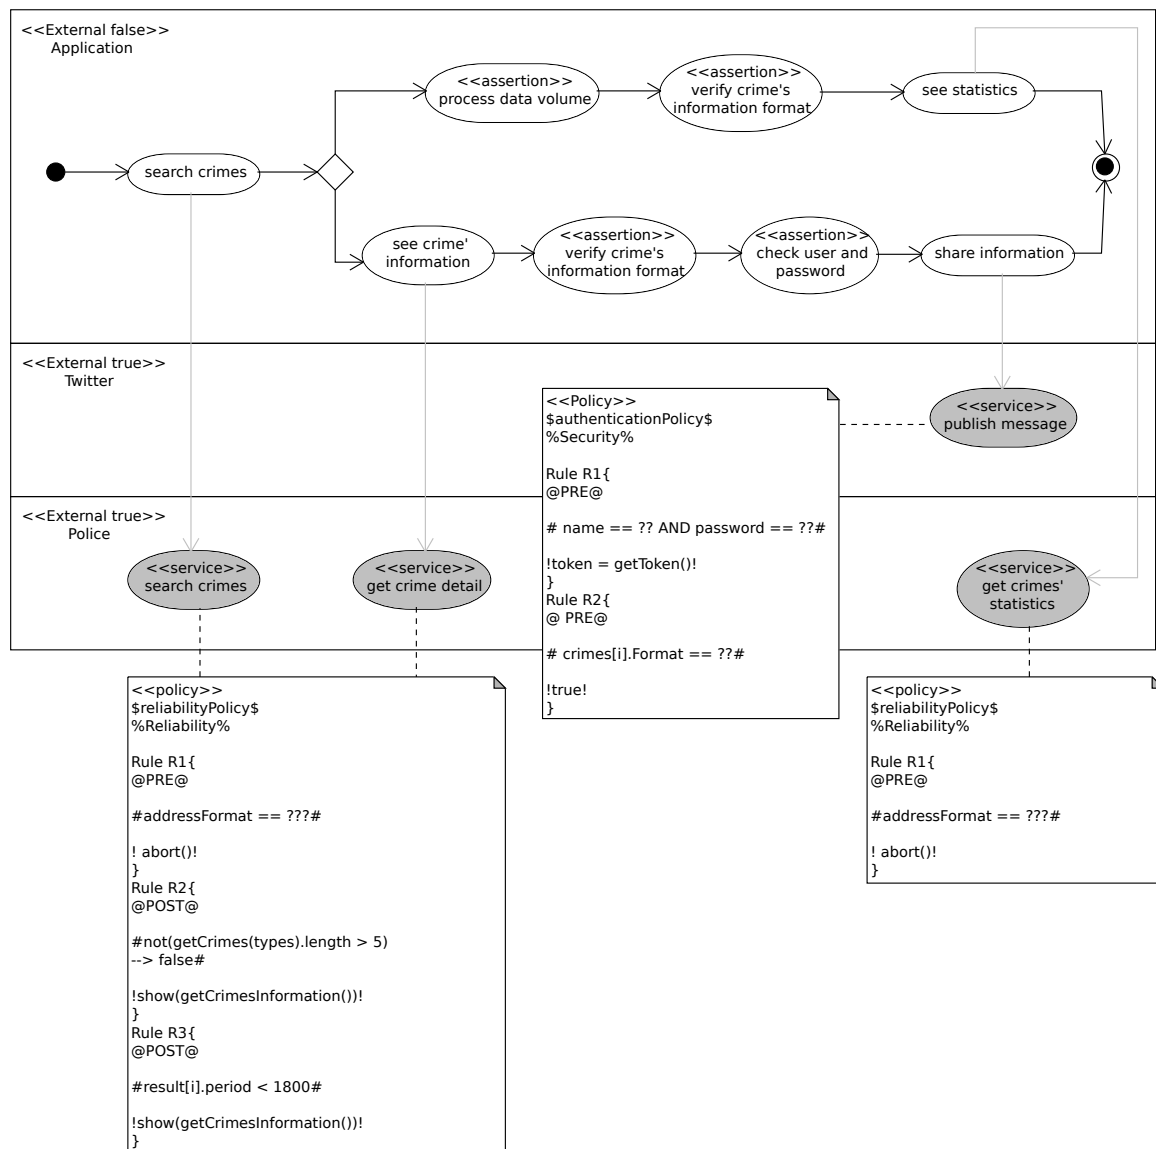 <<External false>>
Application
<<assertion>>
process data volume
<<assertion>>
verify crime's
information format
see statistics
search crimes
see crime'
information
<<assertion>>
verify crime's
information format
<<assertion>>
check user and
password
share information
<<External true>>
Twitter
<<service>>
publish message
<<Policy>>
$authenticationPolicy$
%Security%
Rule R1{
@PRE@
# name == ?? AND password == ??#
!token = getToken()!
}
Rule R2{
@ PRE@
# crimes[i].Format == ??#
!true!
}
<<External true>>
Police
<<service>>
search crimes
<<service>>
get crime detail
<<service>>
get crimes'
statistics
<<policy>>
$reliabilityPolicy$
%Reliability%
Rule R1{
@PRE@
#addressFormat == ???#
! abort()!
}
Rule R2{
@POST@
#not(getCrimes(types).length > 5)
--> false#
!show(getCrimesInformation())!
}
Rule R3{
@POST@
#result[i].period < 1800#
!show(getCrimesInformation())!
}
<<policy>>
$reliabilityPolicy$
%Reliability%
Rule R1{
@PRE@
#addressFormat == ???#
! abort()!
}